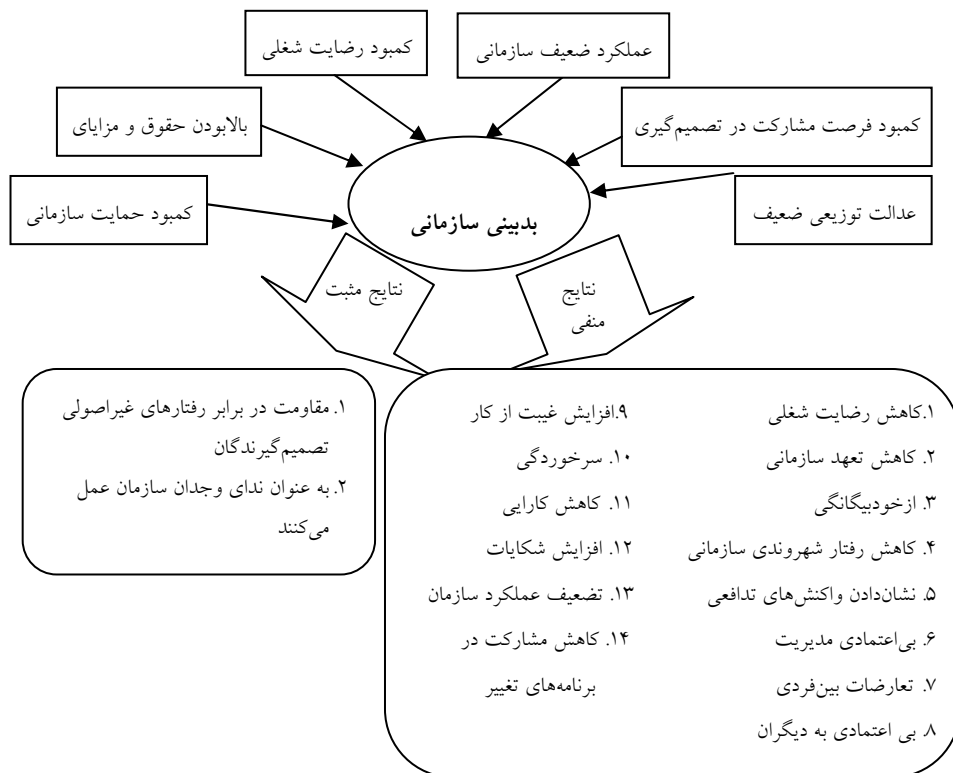 عملکرد ضعیف سازمانی
کمبود رضایت شغلی
کمبود فرصت مشارکت در تصمیم‌گیری
بالابودن حقوق و مزایای
عدالت توزیعی ضعیف
کمبود حمایت سازمانی
بدبینی سازمانی
نتایج
منفی
نتایج مثبت
۱.کاهش رضایت شغلی
۲. کاهش تعهد سازمانی
۳. ازخودبیگانگی
۴. کاهش رفتار شهروندی سازمانی
۵. نشان‌دادن واکنش‌های تدافعی
۶. بی‌اعتمادی مدیریت
۷. تعارضات بین‌فردی
۸. بی اعتمادی به دیگران
۹.افزایش غیبت از کار
۱۰. سرخوردگی
۱۱. کاهش کارایی
۱۲. افزایش شکایات
۱۳. تضعیف عملکرد سازمان
۱۴. کاهش مشارکت در
برنامه‌های تغییر
۱. مقاومت در برابر رفتارهای غیراصولی
تصمیم‌گیرندگان
۲. به عنوان ندای وجدان سازمان عمل
می‌کنند